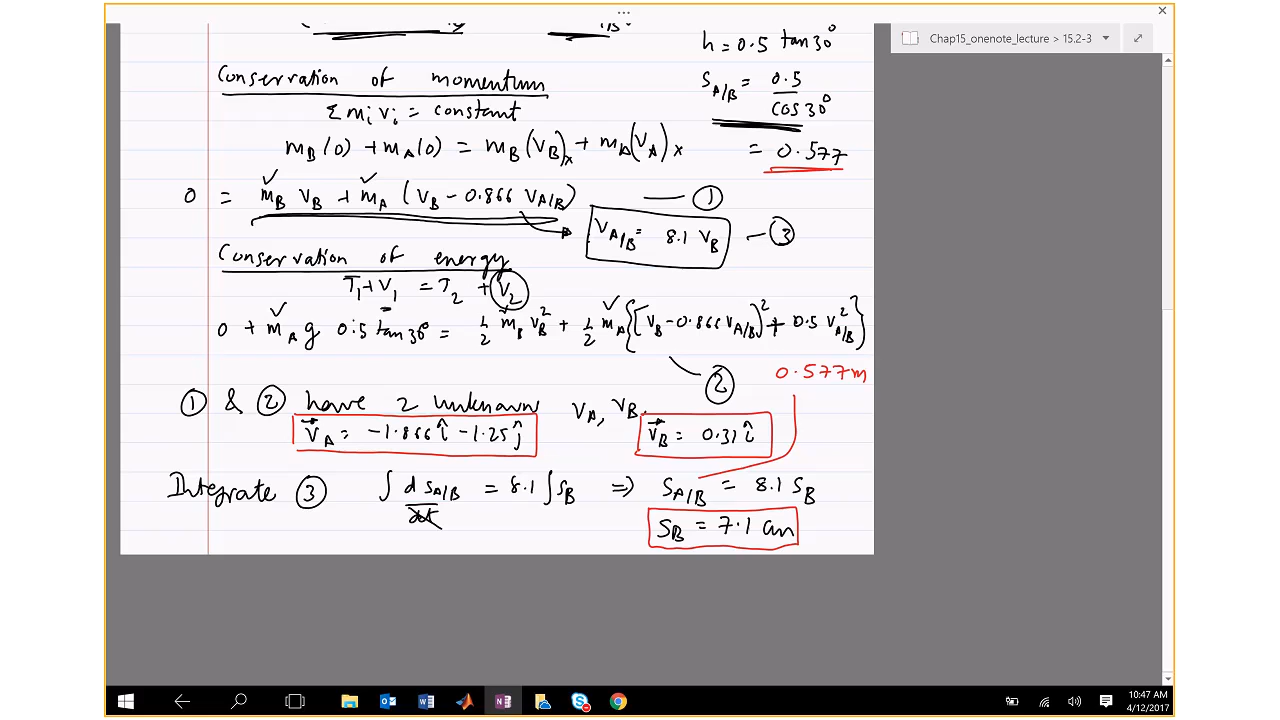 h = 0.5 tan 30°
Conservation of momentum
S_A/B = 0.5 / cos 30°
Σ m_i v_i = constant
m_B (0) + m_A (0) = m_B (V_B)_x + m_A (V_A)_x
= 0.577
0 = m_B V_B + m_A ( V_B - 0.866 V_A/B ) — ①
V_A/B = 8.1 V_B — ③
Conservation of energy
T_1 + V_1 = T_2 + V_2
0 + m_A g 0.5 tan 30° = 1/2 m_B V_B^2 + 1/2 m_A { [V_B - 0.866 V_A/B)^2 + 0.5 V_A/B^2 }
②
0.577m
① & ② have 2 unknown V_A, V_B.
V_A = -1.866 î - 1.25 ĵ
V_B = 0.31 î
Integrate ③ ∫ d S_A/B = 8.1 ∫ S_B ⇒ S_A/B = 8.1 S_B
S_B = 7.1 cm
Chap15_onenote_lecture > 15.2-3
10:47 AM
4/12/2017